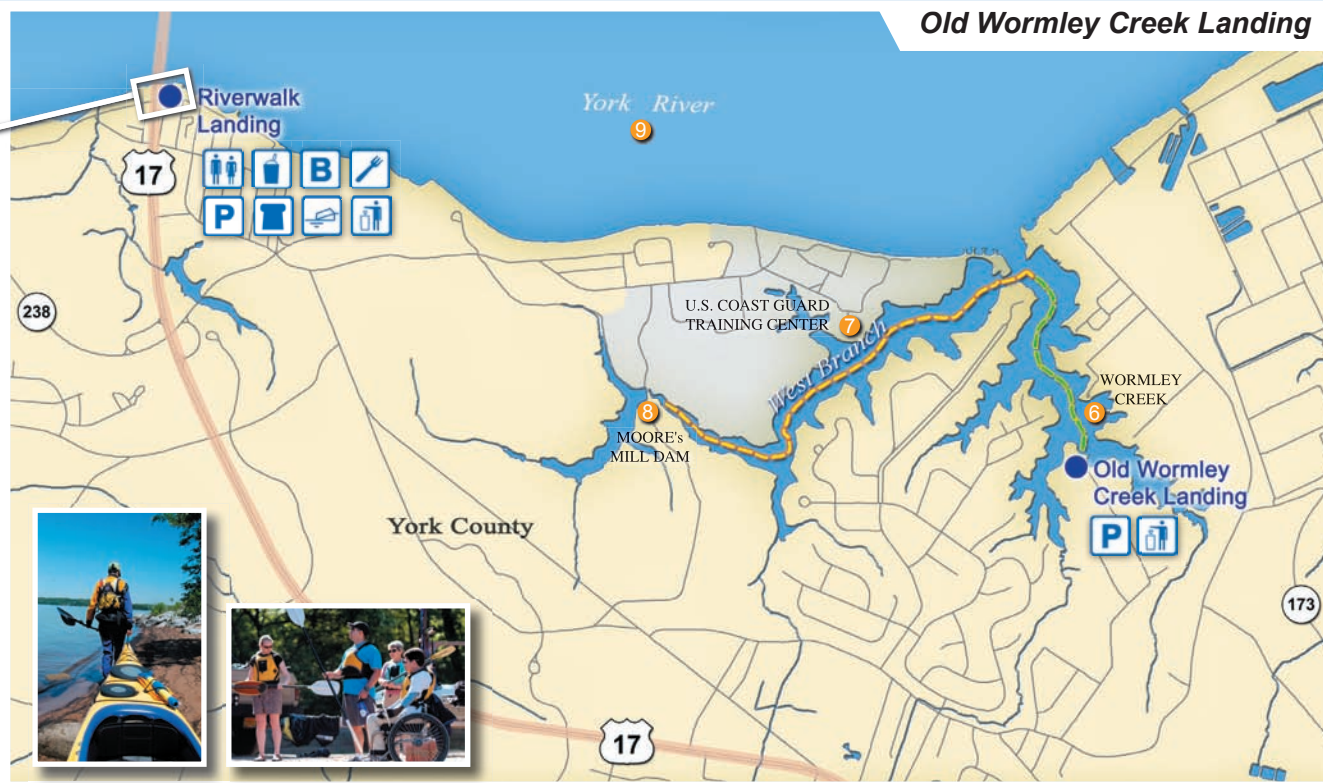 Old Wormley Creek Landing
Riverwalk
Landing
York River
9
17
B
P
238
U.S. COAST GUARD
TRAINING CENTER
7
West Branch
WORMLEY
CREEK
6
8
MOORE's
MILL DAM
Old Wormley
Creek Landing
P
York County
173
17